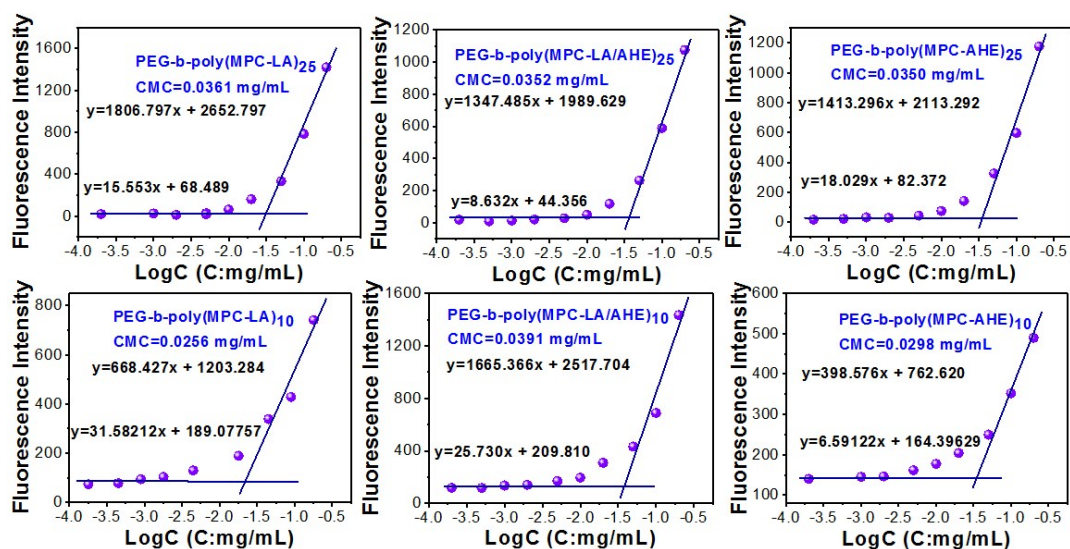 Fluorescence Intensity
1600
1200
800
400
0
PEG-b-poly(MPC-LA)25
CMC=0.0361 mg/mL
y=1806.797x + 2652.797
y=15.553x + 68.489
-4.0 -3.5 -3.0 -2.5 -2.0 -1.5 -1.0 -0.5
LogC (C:mg/mL)
Fluorescence Intensity
1200
1000
800
600
400
200
0
PEG-b-poly(MPC-LA/AHE)25
CMC=0.0352 mg/mL
y=1347.485x + 1989.629
y=8.632x + 44.356
-4.0 -3.5 -3.0 -2.5 -2.0 -1.5 -1.0 -0.5
LogC (C:mg/mL)
Fluorescence Intensity
1200
1000
800
600
400
200
0
PEG-b-poly(MPC-AHE)25
CMC=0.0350 mg/mL
y=1413.296x + 2113.292
y=18.029x + 82.372
-4.0 -3.5 -3.0 -2.5 -2.0 -1.5 -1.0 -0.5
LogC (C:mg/mL)
Fluorescence Intensity
800
600
400
200
0
PEG-b-poly(MPC-LA)10
CMC=0.0256 mg/mL
y=668.427x + 1203.284
y=31.58212x + 189.07757
-4.0 -3.5 -3.0 -2.5 -2.0 -1.5 -1.0 -0.5
LogC (C:mg/mL)
Fluorescence Intensity
1600
1200
800
400
0
PEG-b-poly(MPC-LA/AHE)10
CMC=0.0391 mg/mL
y=1665.366x + 2517.704
y=25.730x + 209.810
-4.0 -3.5 -3.0 -2.5 -2.0 -1.5 -1.0 -0.5
LogC (C:mg/mL)
Fluorescence Intensity
600
500
400
300
200
100
PEG-b-poly(MPC-AHE)10
CMC=0.0298 mg/mL
y=398.576x + 762.620
y=6.59122x + 164.39629
-4.0 -3.5 -3.0 -2.5 -2.0 -1.5 -1.0 -0.5
LogC (C:mg/mL)